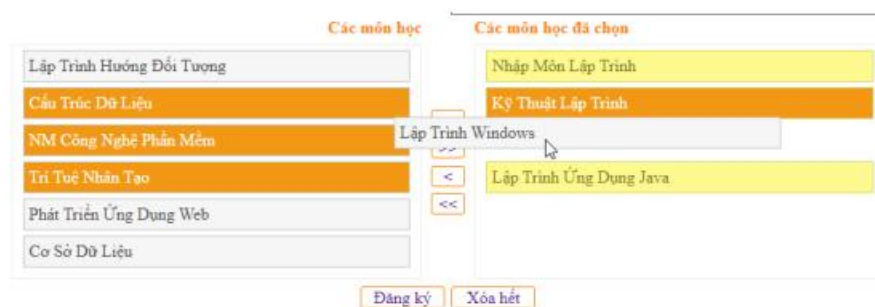 Các môn học
Các môn học đã chọn
Lập Trình Hướng Đối Tượng
Cấu Trúc Dữ Liệu
NM Công Nghệ Phần Mềm
Trí Tuệ Nhân Tạo
Phát Triển Ứng Dụng Web
Cơ Sở Dữ Liệu
>>
<
<<
Nhập Môn Lập Trình
Kỹ Thuật Lập Trình
Lập Trình Windows
Lập Trình Ứng Dụng Java
Đăng ký
Xóa hết